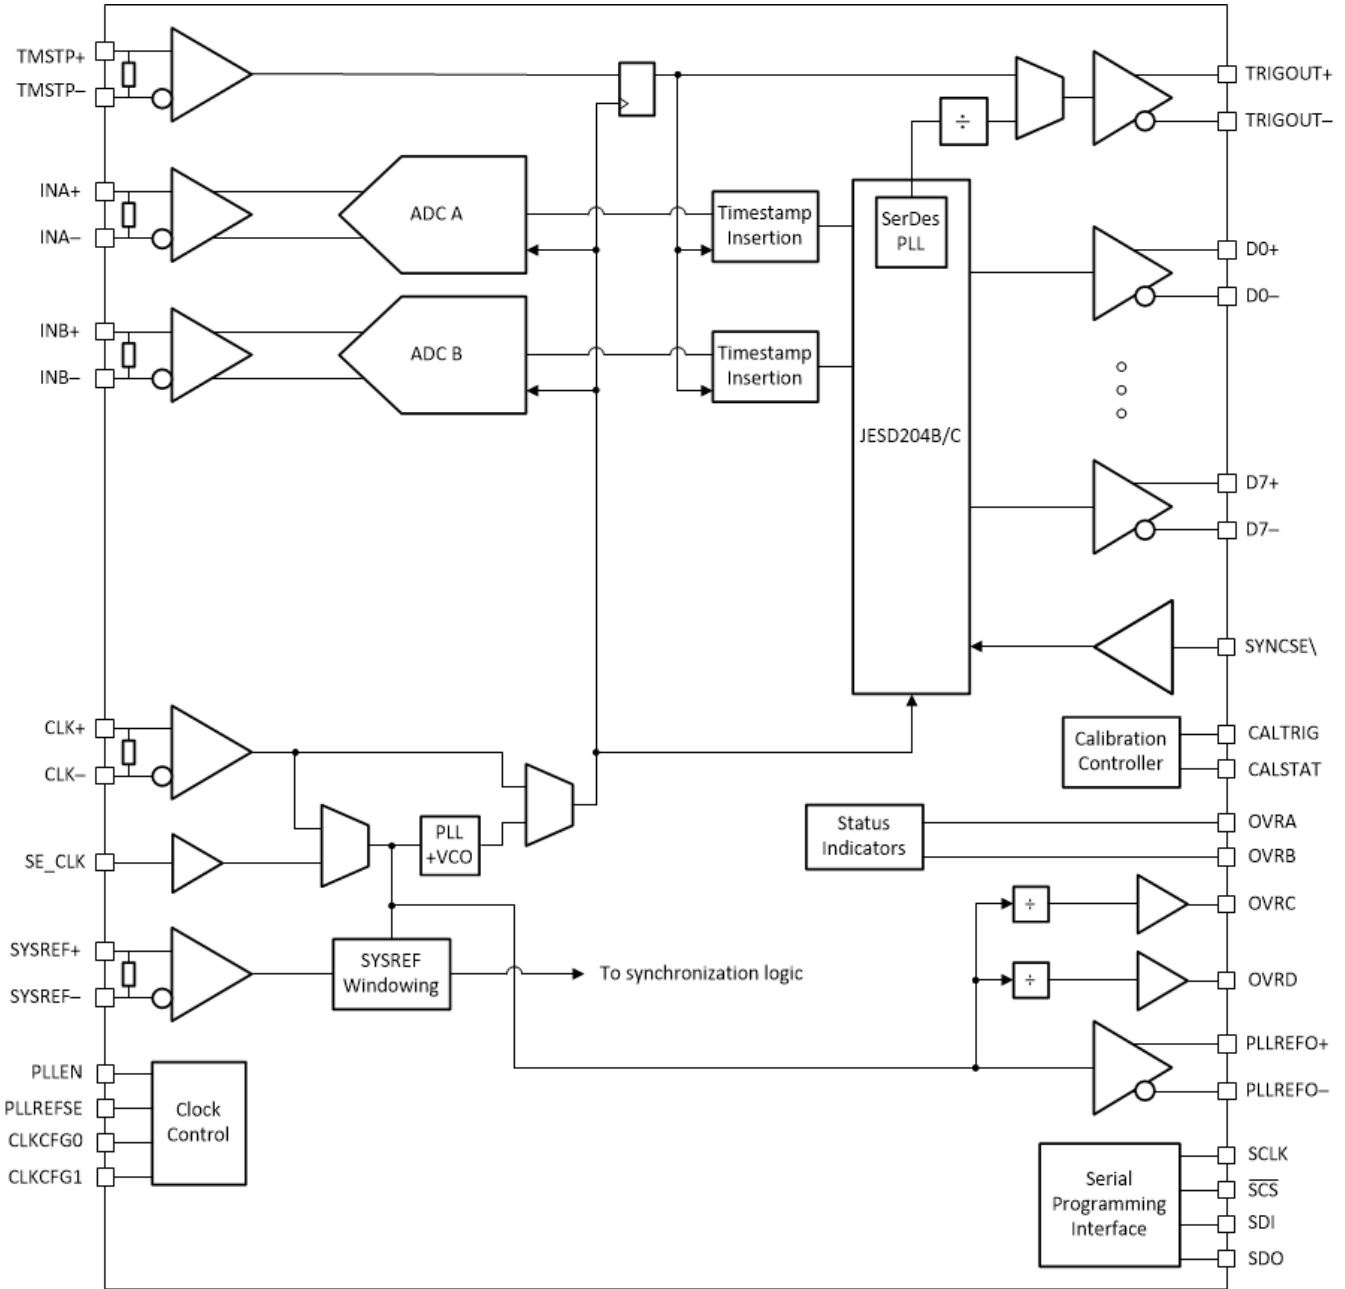 TMSTP+
TMSTP–
INA+
INA–
INB+
INB–
ADC A
ADC B
Timestamp
Insertion
Timestamp
Insertion
÷
SerDes
PLL
JESD204B/C
TRIGOUT+
TRIGOUT–
D0+
D0–
D7+
D7–
SYNCSE\
CLK+
CLK–
SE_CLK
PLL
+VCO
SYSREF+
SYSREF–
SYSREF
Windowing
To synchronization logic
Calibration
Controller
CALTRIG
CALSTAT
Status
Indicators
OVRA
OVRB
÷
OVRC
÷
OVRD
PLLREFO+
PLLREFO–
PLLEN
PLLREFSE
CLKCFG0
CLKCFG1
Clock
Control
Serial
Programming
Interface
SCLK
S̅C̅S̅
SDI
SDO